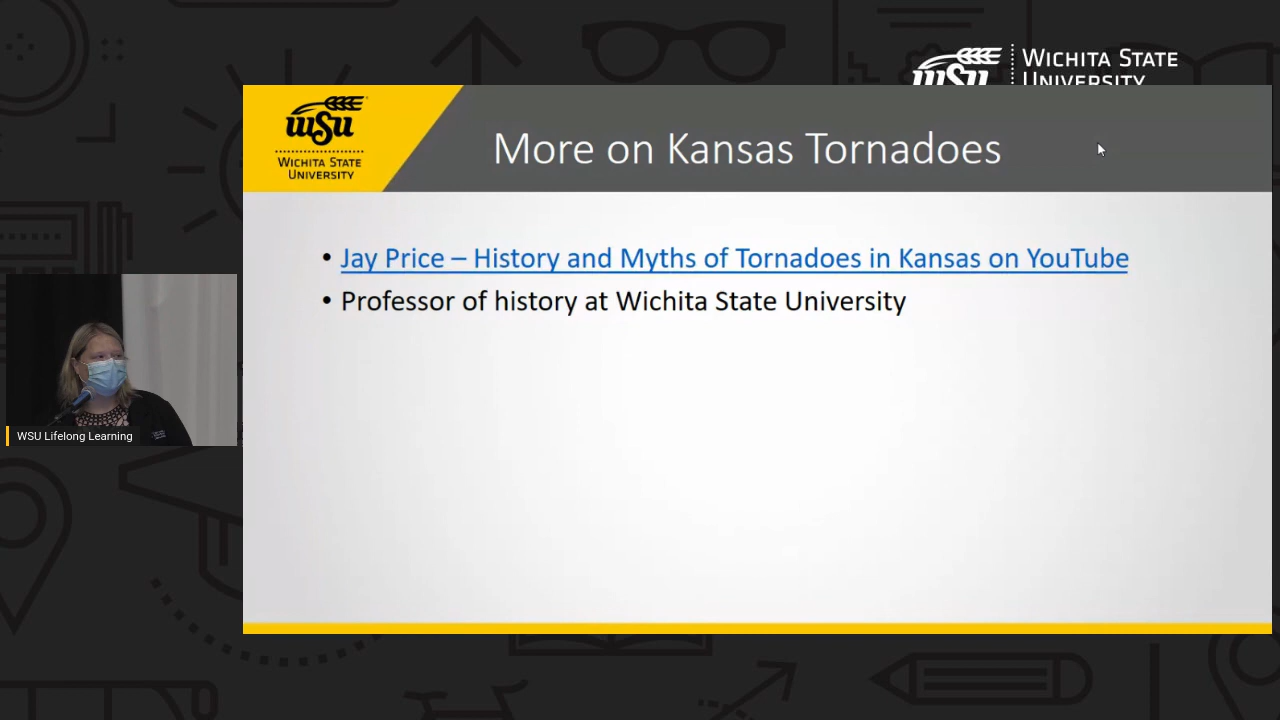 wsu
WICHITA STATE
UNIVERSITY
wsu
WICHITA STATE
UNIVERSITY
More on Kansas Tornadoes
• Jay Price – History and Myths of Tornadoes in Kansas on YouTube
• Professor of history at Wichita State University
WSU Lifelong Learning